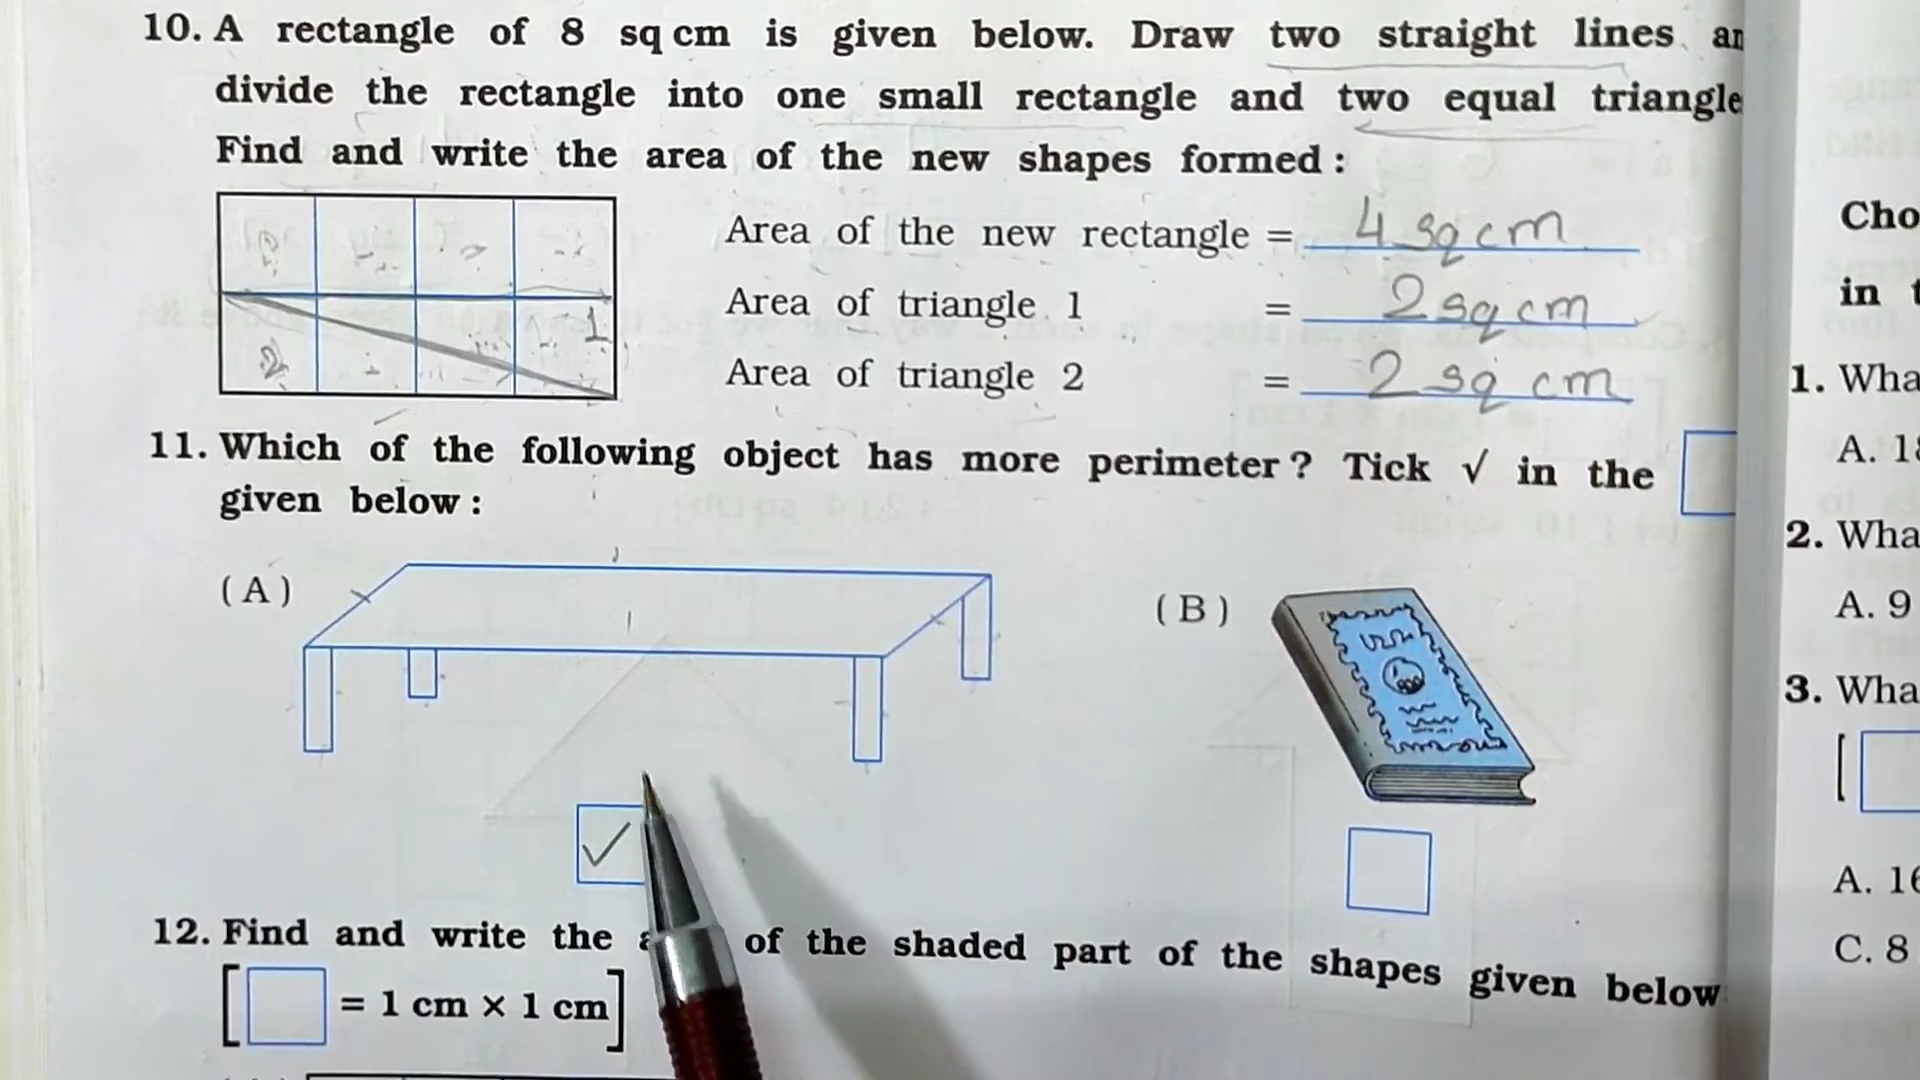 10. A rectangle of 8 sq cm is given below. Draw two straight lines an
divide the rectangle into one small rectangle and two equal triangle
Find and write the area of the new shapes formed :
Area of the new rectangle = 4 sq cm
1
Area of triangle 1 = 2 sq cm
2
Area of triangle 2 = 2 sq cm
11. Which of the following object has more perimeter ? Tick √ in the
given below :
( A )
( B )
✓
12. Find and write the a of the shaded part of the shapes given below
[ = 1 cm × 1 cm ]
Cho
in t
1. Wha
A. 18
2. Wha
A. 9
3. Wha
[
A. 16
C. 8